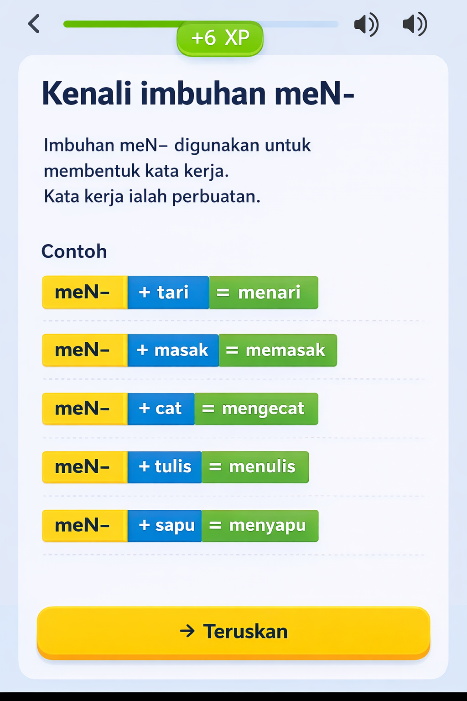 +6 XP
Kenali imbuhan meN-
Imbuhan meN– digunakan untuk
membentuk kata kerja.
Kata kerja ialah perbuatan.
Contoh
meN– + tari = menari
meN– + masak = memasak
meN– + cat = mengecat
meN– + tulis = menulis
meN– + sapu = menyapu
→ Teruskan